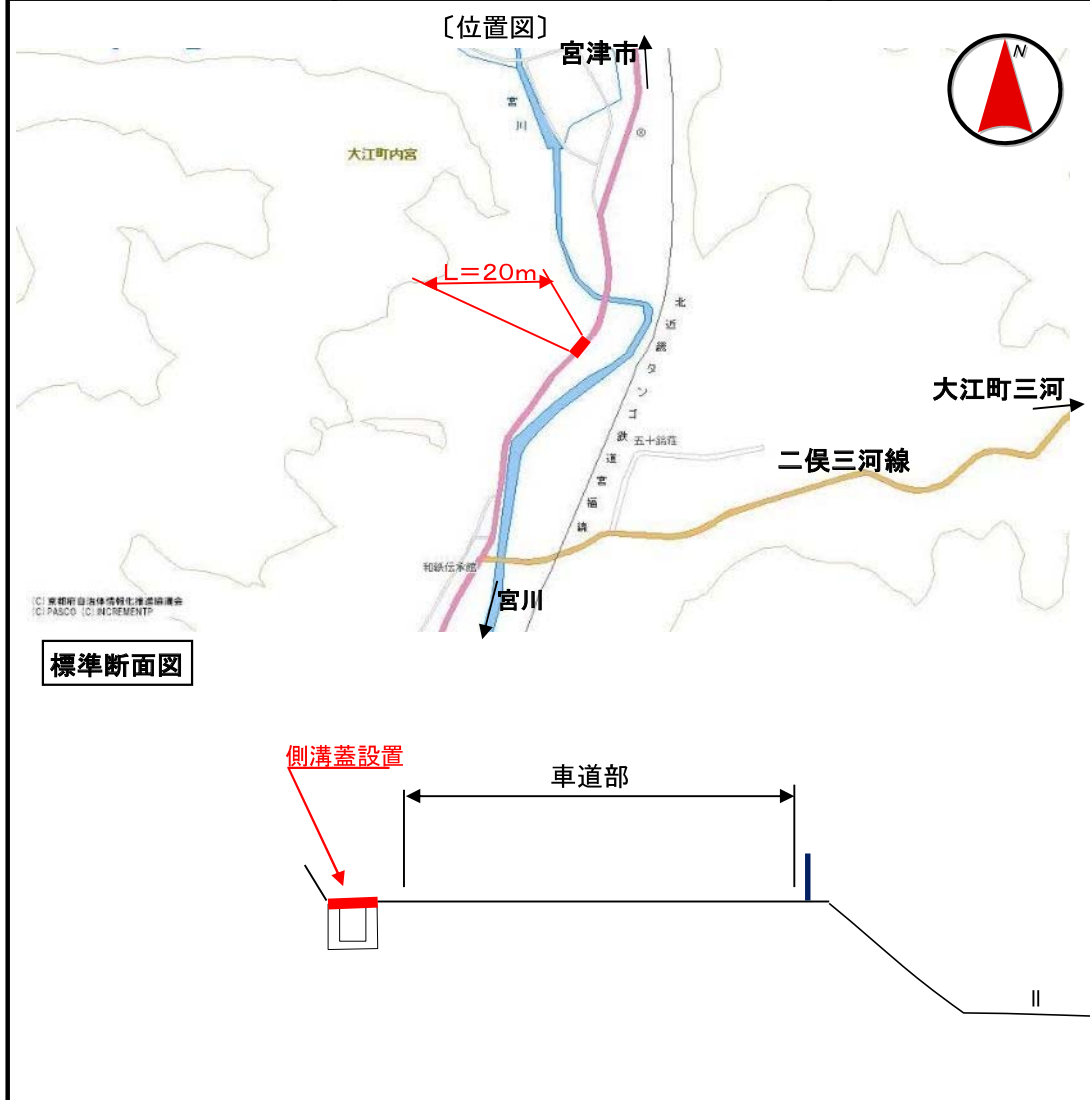 〔位置図〕
宮津市
N
宮川
大江町内宮
L=20m
北近畿タンゴ鉄道宮福線
大江町三河
五十鈴荘
二俣三河線
和鉄伝承館
宮川
(C) 京都府自治体情報化推進協議会
(C) PASCO (C) INCREMENTP
標準断面図
側溝蓋設置
車道部
II